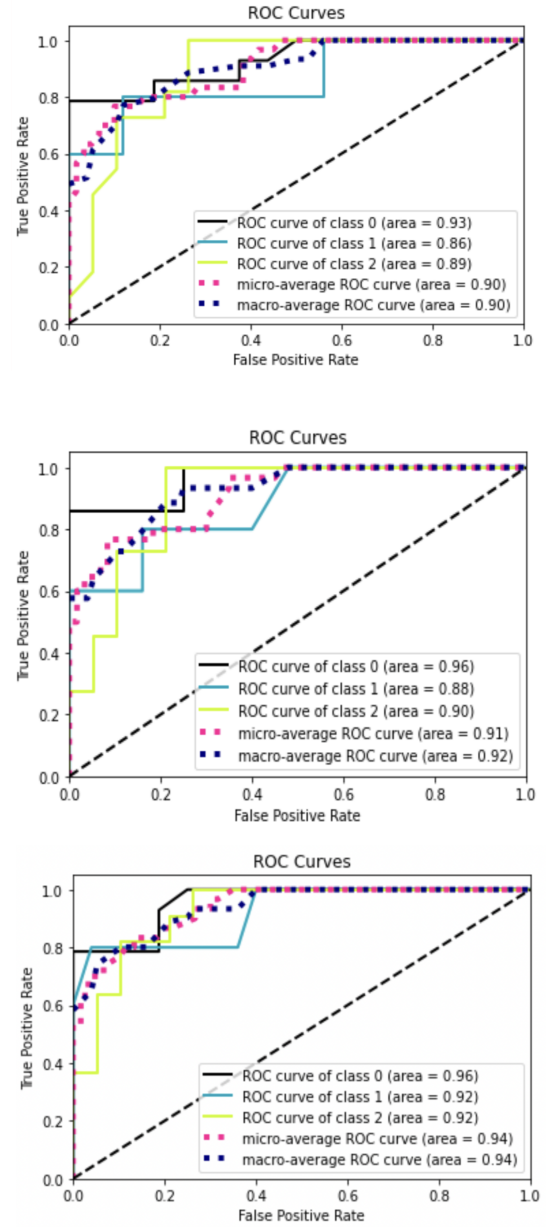 ROC Curves
1.0
0.8
0.6
0.4
0.2
0.0
True Positive Rate
ROC curve of class 0 (area = 0.93)
ROC curve of class 1 (area = 0.86)
ROC curve of class 2 (area = 0.89)
micro-average ROC curve (area = 0.90)
macro-average ROC curve (area = 0.90)
0.0 0.2 0.4 0.6 0.8 1.0
False Positive Rate
ROC Curves
1.0
0.8
0.6
0.4
0.2
0.0
True Positive Rate
ROC curve of class 0 (area = 0.96)
ROC curve of class 1 (area = 0.88)
ROC curve of class 2 (area = 0.90)
micro-average ROC curve (area = 0.91)
macro-average ROC curve (area = 0.92)
0.0 0.2 0.4 0.6 0.8 1.0
False Positive Rate
ROC Curves
1.0
0.8
0.6
0.4
0.2
0.0
True Positive Rate
ROC curve of class 0 (area = 0.96)
ROC curve of class 1 (area = 0.92)
ROC curve of class 2 (area = 0.92)
micro-average ROC curve (area = 0.94)
macro-average ROC curve (area = 0.94)
0.0 0.2 0.4 0.6 0.8 1.0
False Positive Rate